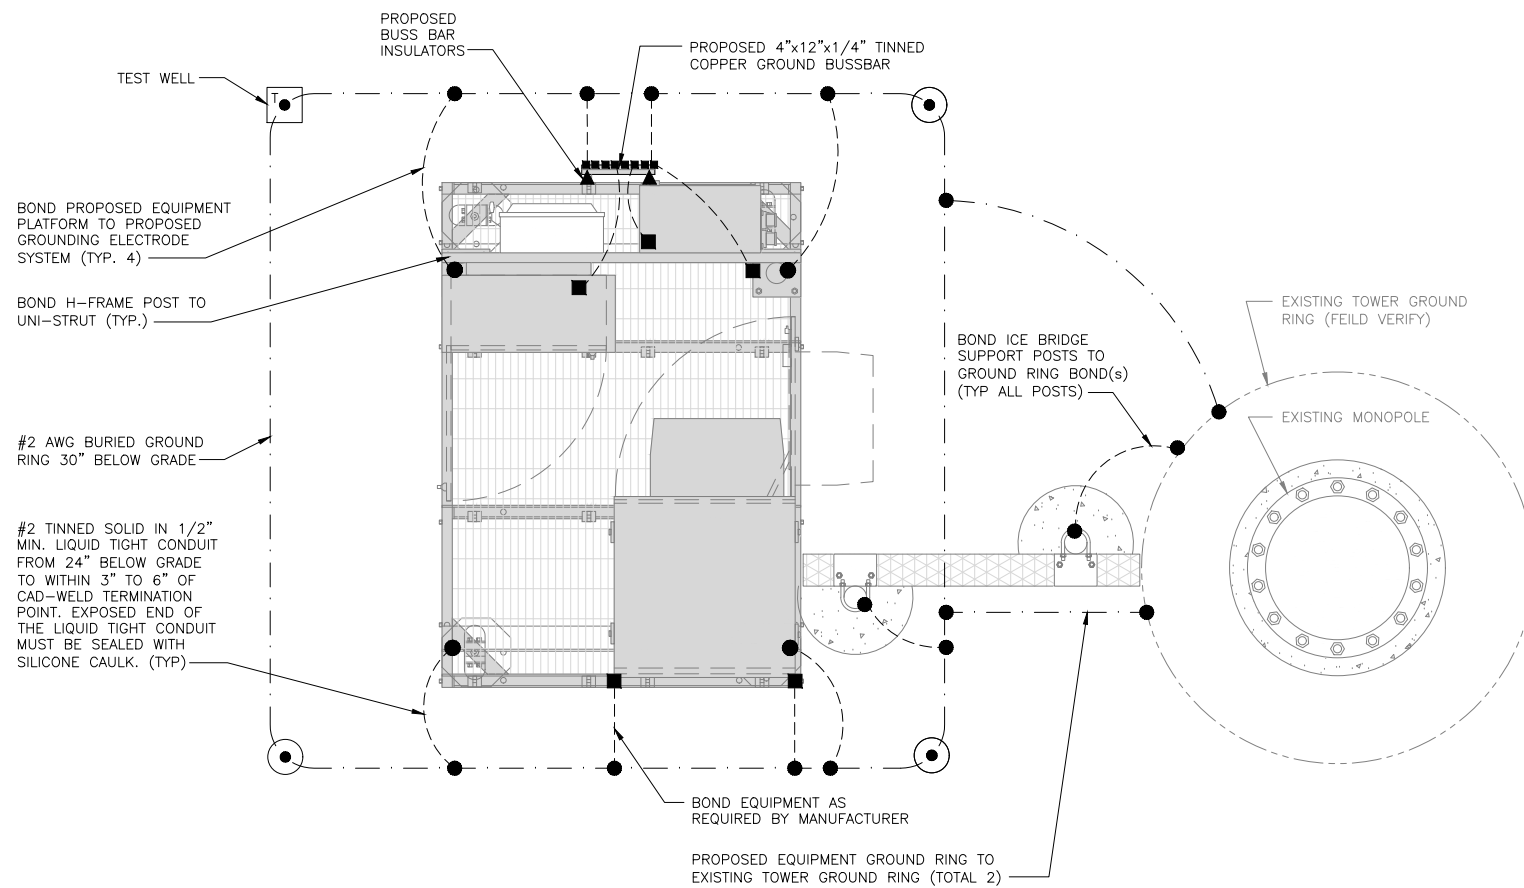 PROPOSED
BUSS BAR
INSULATORS
PROPOSED 4"x12"x1/4" TINNED
COPPER GROUND BUSSBAR
TEST WELL
T
BOND PROPOSED EQUIPMENT
PLATFORM TO PROPOSED
GROUNDING ELECTRODE
SYSTEM (TYP. 4)
BOND H-FRAME POST TO
UNI-STRUT (TYP.)
EXISTING TOWER GROUND
RING (FEILD VERIFY)
BOND ICE BRIDGE
SUPPORT POSTS TO
GROUND RING BOND(s)
(TYP ALL POSTS)
EXISTING MONOPOLE
#2 AWG BURIED GROUND
RING 30" BELOW GRADE
#2 TINNED SOLID IN 1/2"
MIN. LIQUID TIGHT CONDUIT
FROM 24" BELOW GRADE
TO WITHIN 3" TO 6" OF
CAD-WELD TERMINATION
POINT. EXPOSED END OF
THE LIQUID TIGHT CONDUIT
MUST BE SEALED WITH
SILICONE CAULK. (TYP)
BOND EQUIPMENT AS
REQUIRED BY MANUFACTURER
PROPOSED EQUIPMENT GROUND RING TO
EXISTING TOWER GROUND RING (TOTAL 2)